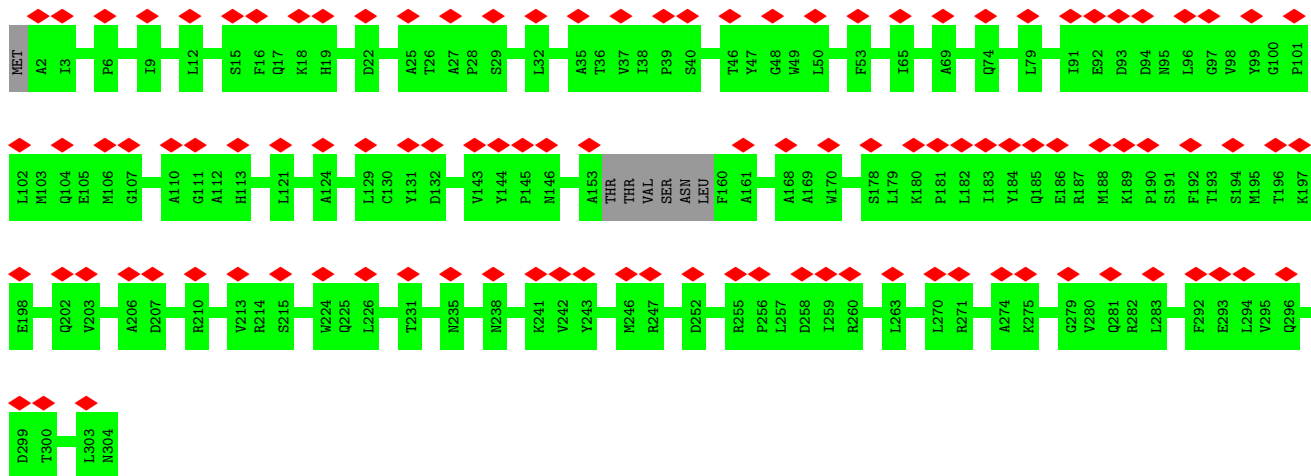 MET A2 I3 P6 I9 L12 S15 F16 Q17 K18 H19 D22 A25 T26 A27 P28 S29 L32 A35 T36 V37 I38 P39 S40 T46 Y47 G48 W49 L50 F53 I65 A69 Q74 L79 I91 E92 D93 D94 N95 L96 G97 V98 Y99 G100 P101
L102 M103 Q104 E105 M106 G107 A110 G111 A112 H113 L121 A124 L129 C130 Y131 D132 V143 Y144 P145 N146 A153 THR THR VAL SER ASN LEU F160 A161 A168 A169 W170 S178 L179 K180 P181 L182 I183 Y184 Q185 E186 R187 M188 K189 P190 S191 F192 T193 S194 M195 T196 K197
E198 Q202 V203 A206 D207 R210 V213 R214 S215 W224 Q225 L226 T231 N235 N238 K241 V242 Y243 M246 R247 D252 R255 P256 L257 D258 I259 R260 L263 L270 R271 A274 K275 G279 V280 Q281 R282 L283 F292 E293 L294 V295 Q296
D299 T300 L303 N304